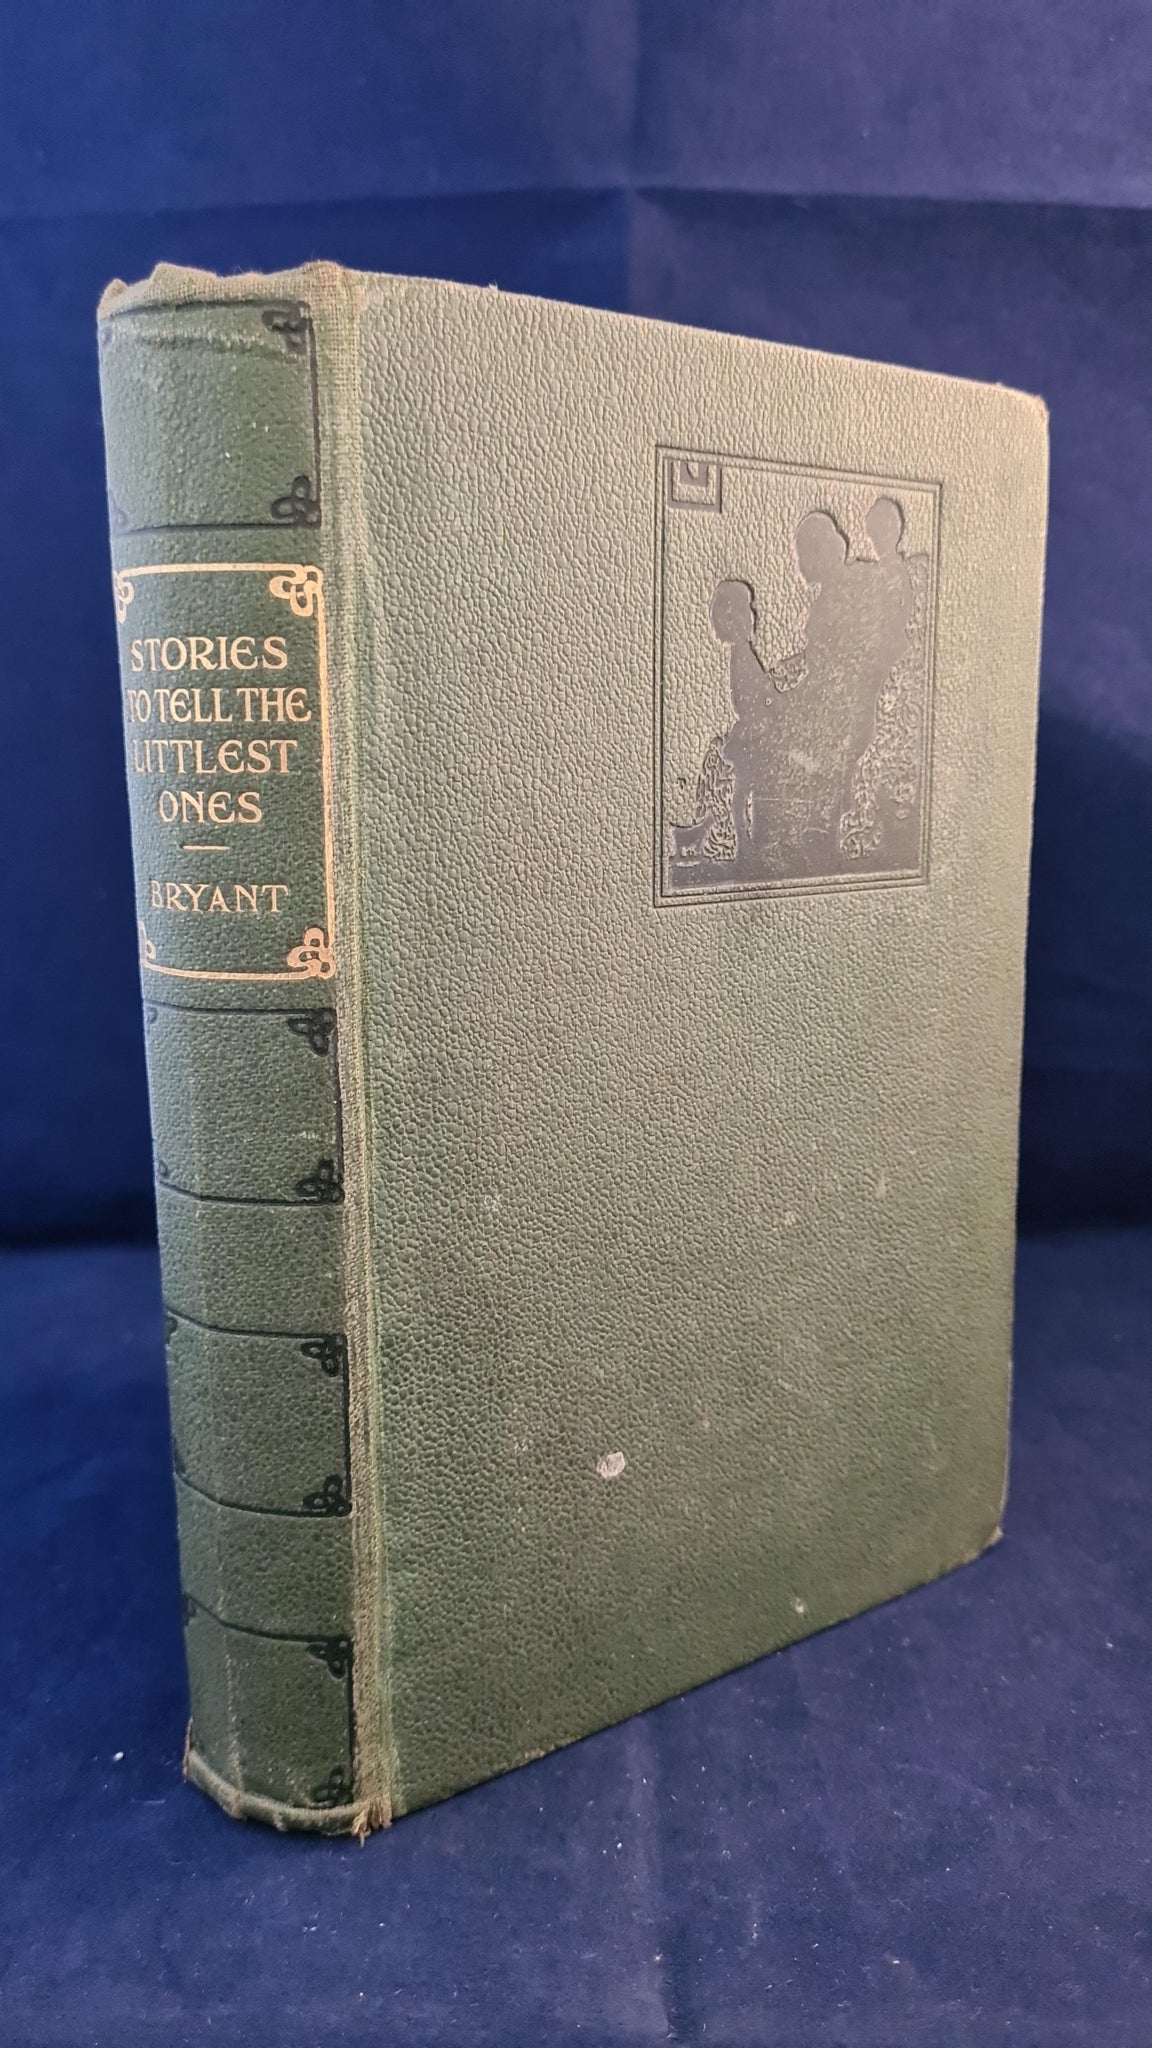 STORIES
TO TELL THE
LITTLEST
ONES
BRYANT